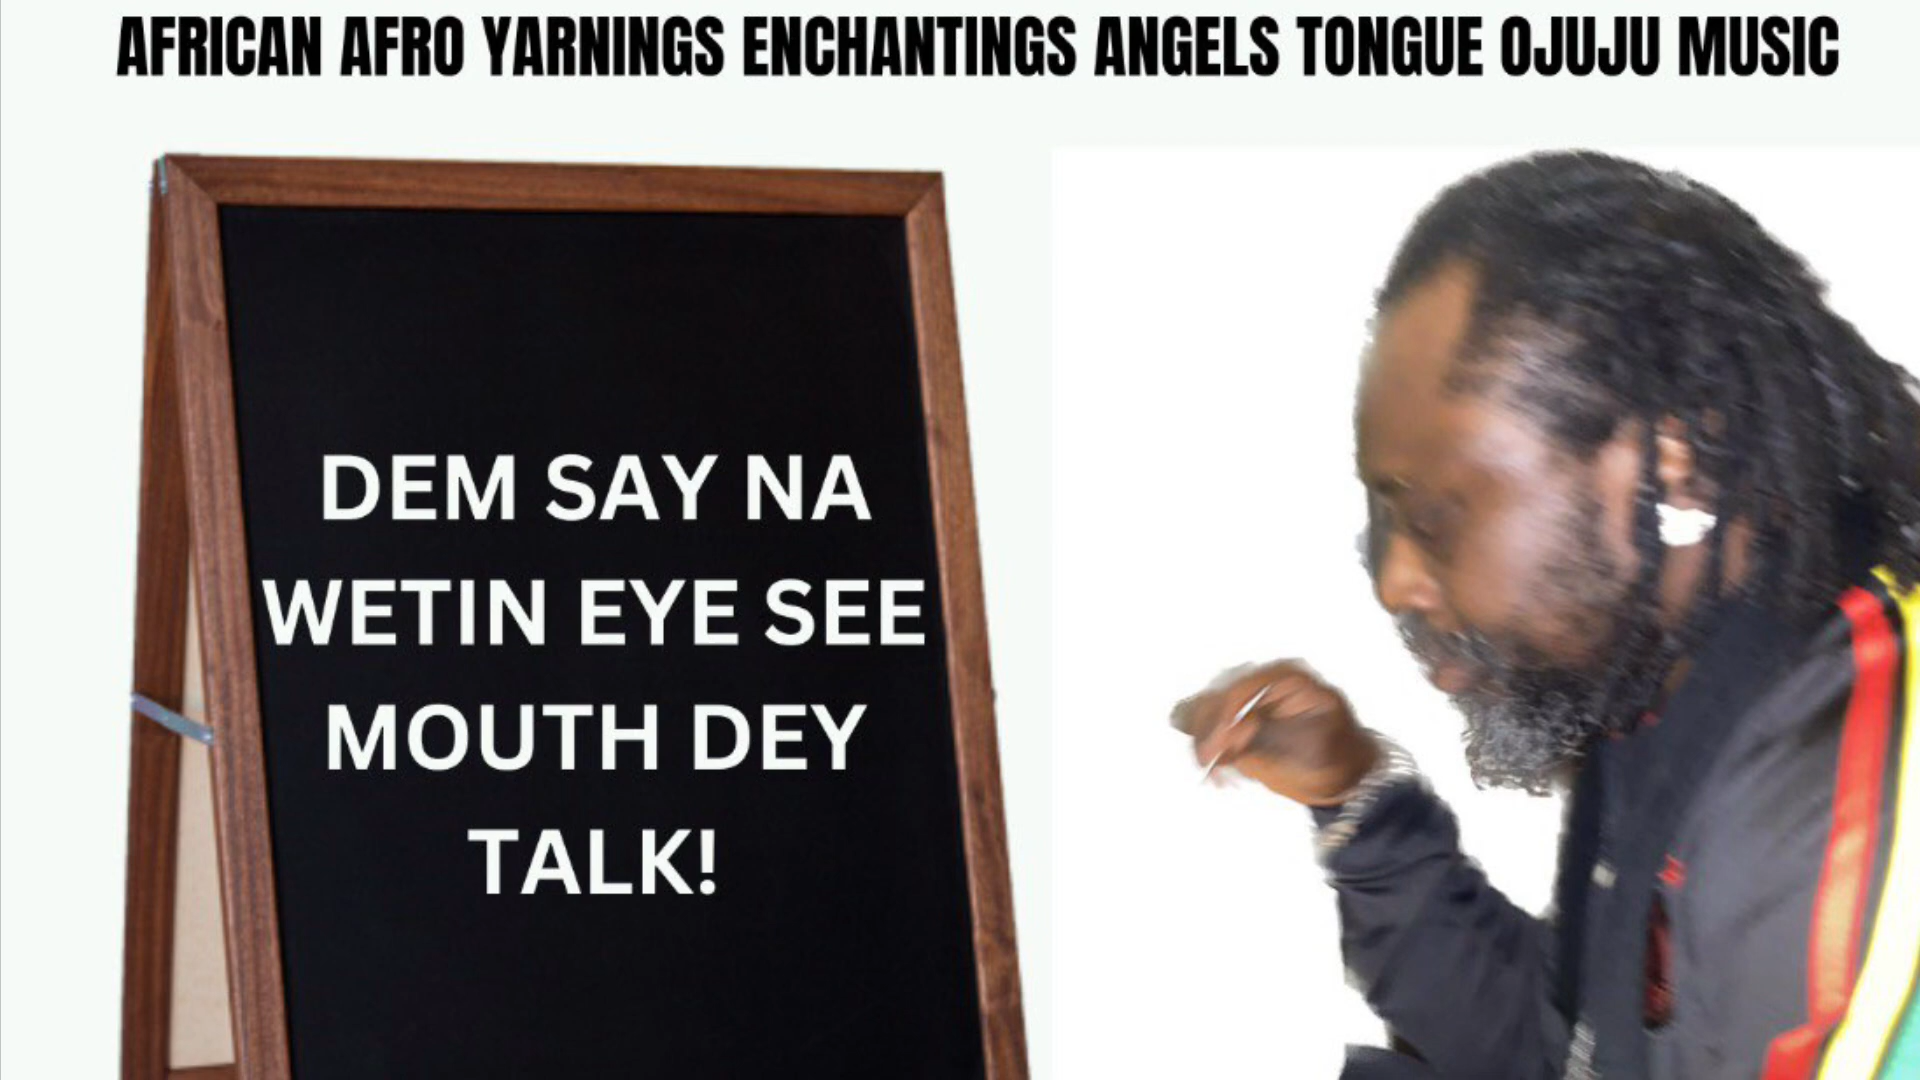 AFRICAN AFRO YARNINGS ENCHANTINGS ANGELS TONGUE OJUJU MUSIC
DEM SAY NA
WETIN EYE SEE
MOUTH DEY
TALK!